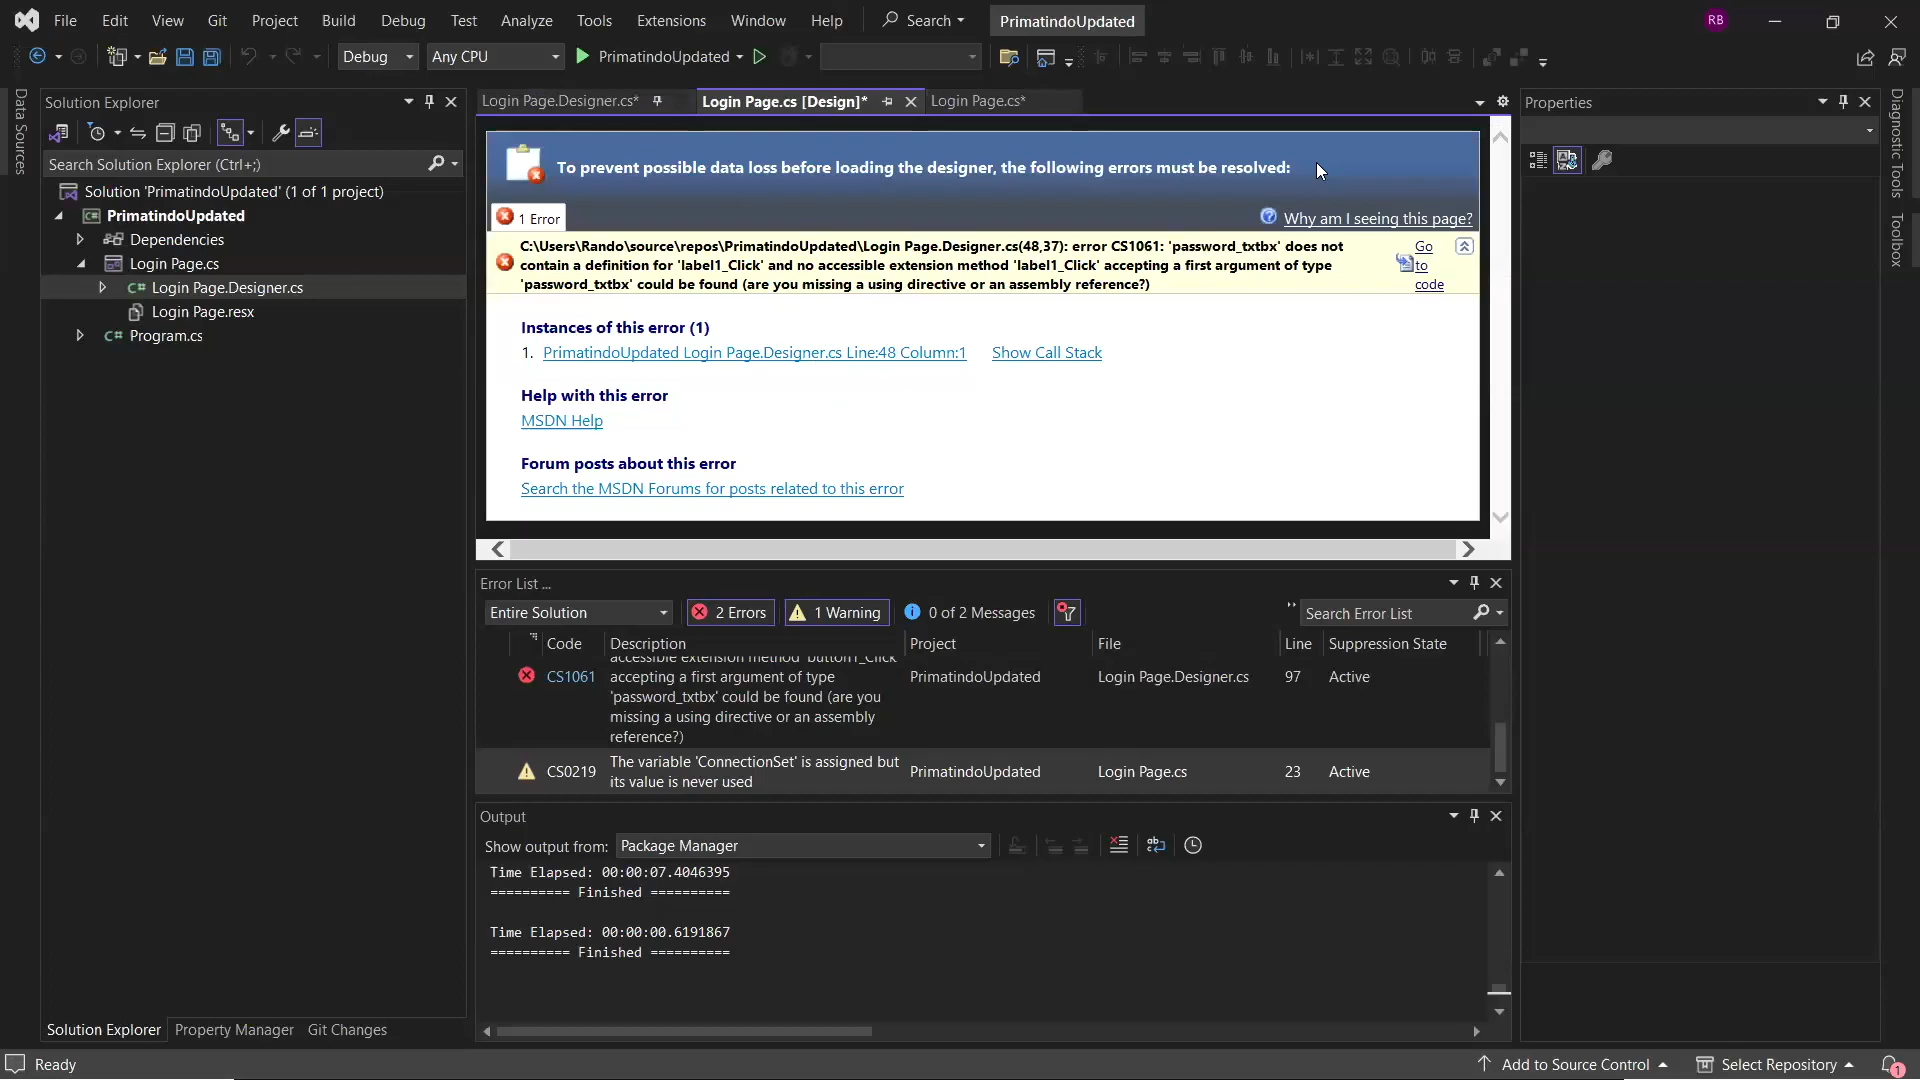 File Edit View Git Project Build Debug Test Analyze Tools Extensions Window Help Search PrimatindoUpdated RB
Debug Any CPU PrimatindoUpdated
Data Sources
Solution Explorer
Search Solution Explorer (Ctrl+;)
Solution 'PrimatindoUpdated' (1 of 1 project)
PrimatindoUpdated
Dependencies
Login Page.cs
Login Page.Designer.cs
Login Page.resx
Program.cs
Solution Explorer Property Manager Git Changes
Login Page.Designer.cs* Login Page.cs [Design]* Login Page.cs*
To prevent possible data loss before loading the designer, the following errors must be resolved:
1 Error Why am I seeing this page?
C:\Users\Rando\source\repos\PrimatindoUpdated\Login Page.Designer.cs(48,37): error CS1061: 'password_txtbx' does not
contain a definition for 'label1_Click' and no accessible extension method 'label1_Click' accepting a first argument of type
'password_txtbx' could be found (are you missing a using directive or an assembly reference?)
Go
to
code
Instances of this error (1)
1. PrimatindoUpdated Login Page.Designer.cs Line:48 Column:1 Show Call Stack
Help with this error
MSDN Help
Forum posts about this error
Search the MSDN Forums for posts related to this error
Error List ...
Entire Solution 2 Errors 1 Warning 0 of 2 Messages Search Error List
Code Description Project File Line Suppression State
accessible extension method 'button1_Click
CS1061 accepting a first argument of type PrimatindoUpdated Login Page.Designer.cs 97 Active
'password_txtbx' could be found (are you
missing a using directive or an assembly
reference?)
CS0219 The variable 'ConnectionSet' is assigned but PrimatindoUpdated Login Page.cs 23 Active
its value is never used
Output
Show output from: Package Manager
Time Elapsed: 00:00:07.4046395
========== Finished ==========
Time Elapsed: 00:00:00.6191867
========== Finished ==========
Properties
Diagnostic Tools
Toolbox
Ready Add to Source Control Select Repository 1